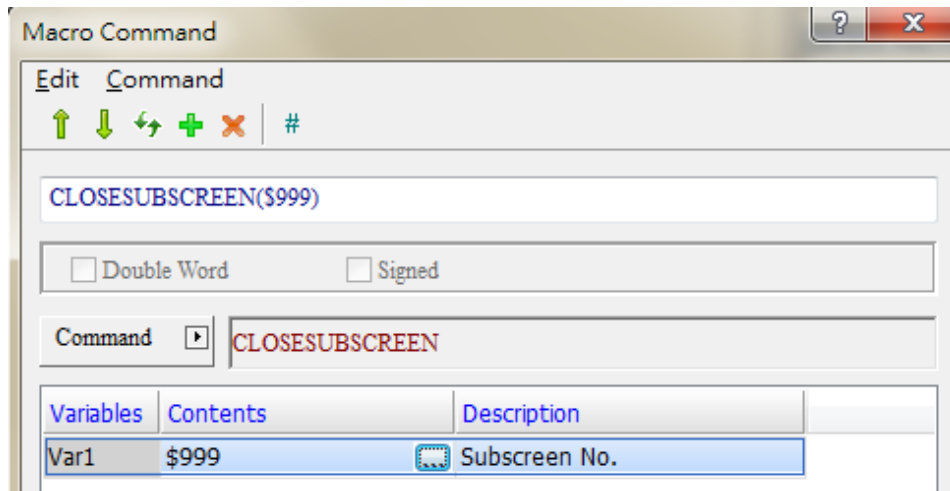 Macro Command
Edit Command
#
CLOSESUBSCREEN($999)
Double Word Signed
Command CLOSESUBSCREEN
Variables Contents Description
Var1 $999 ... Subscreen No.